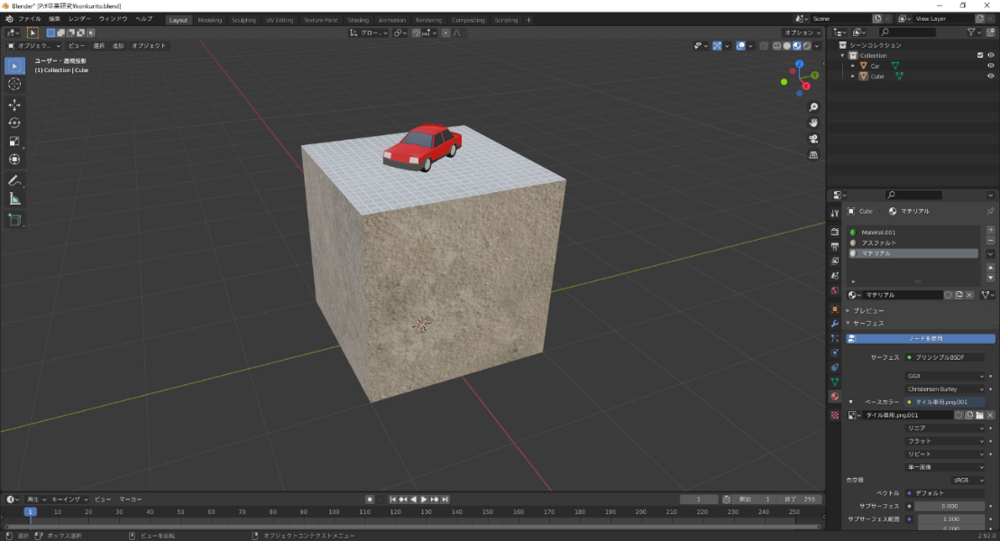 Blender* [P:¥卒業研究¥konkurito.blend]
ファイル 編集 レンダー ウィンドウ ヘルプ Layout Modeling Sculpting UV Editing Texture Paint Shading Animation Rendering Compositing Scripting + Scene View Layer
グロー... オプション
オブジェク... ビュー 選択 追加 オブジェクト
ユーザー・透視投影
(1) Collection | Cube
シーンコレクション
Collection
Car
Cube
Z
Y
X
Cube マテリアル
Material.001
アスファルト
マテリアル
マテリアル
プレビュー
サーフェス
ノードを使用
サーフェス プリンシプルBSDF
GGX
Christensen-Burley
ベースカラー タイル車用.png.001
タイル車用.png.001
リニア
フラット
リピート
単一画像
色空間 sRGB
ベクトル デフォルト
サブサーフェス 0.000
サブサーフェス範囲 1.000
0.200
再生 キーイング ビュー マーカー 1 開始 1 終了 250
1 10 20 30 40 50 60 70 80 90 100 110 120 130 140 150 160 170 180 190 200 210 220 230 240 250
選択 ボックス選択 ビューを回転 オブジェクトコンテクストメニュー 2.92.0